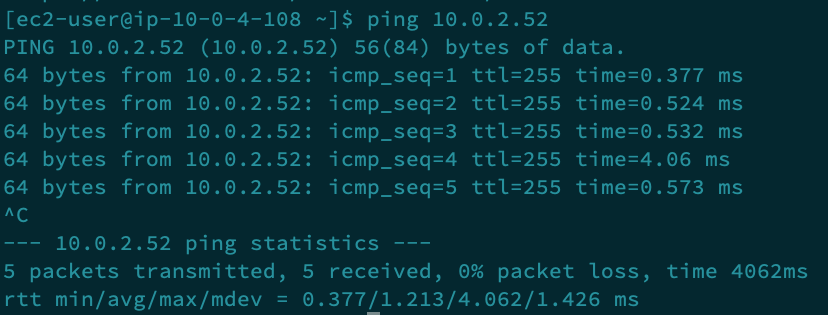 [ec2-user@ip-10-0-4-108 ~]$ ping 10.0.2.52
PING 10.0.2.52 (10.0.2.52) 56(84) bytes of data.
64 bytes from 10.0.2.52: icmp_seq=1 ttl=255 time=0.377 ms
64 bytes from 10.0.2.52: icmp_seq=2 ttl=255 time=0.524 ms
64 bytes from 10.0.2.52: icmp_seq=3 ttl=255 time=0.532 ms
64 bytes from 10.0.2.52: icmp_seq=4 ttl=255 time=4.06 ms
64 bytes from 10.0.2.52: icmp_seq=5 ttl=255 time=0.573 ms
^C
--- 10.0.2.52 ping statistics ---
5 packets transmitted, 5 received, 0% packet loss, time 4062ms
rtt min/avg/max/mdev = 0.377/1.213/4.062/1.426 ms